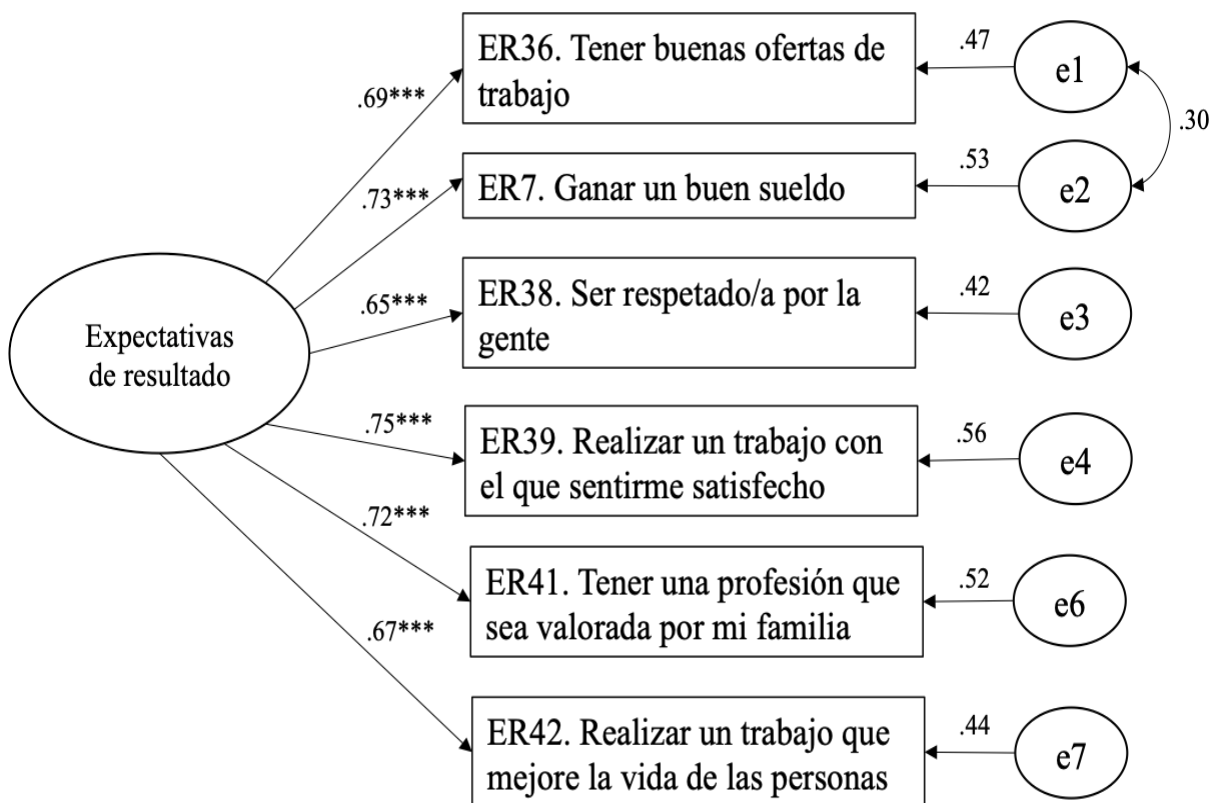 ER36. Tener buenas ofertas de
trabajo
.69***
.47
e1
.30
ER7. Ganar un buen sueldo
.73***
.53
e2
ER38. Ser respetado/a por la
gente
.65***
.42
e3
Expectativas
de resultado
ER39. Realizar un trabajo con
el que sentirme satisfecho
.75***
.56
e4
ER41. Tener una profesión que
sea valorada por mi familia
.72***
.52
e6
ER42. Realizar un trabajo que
mejore la vida de las personas
.67***
.44
e7